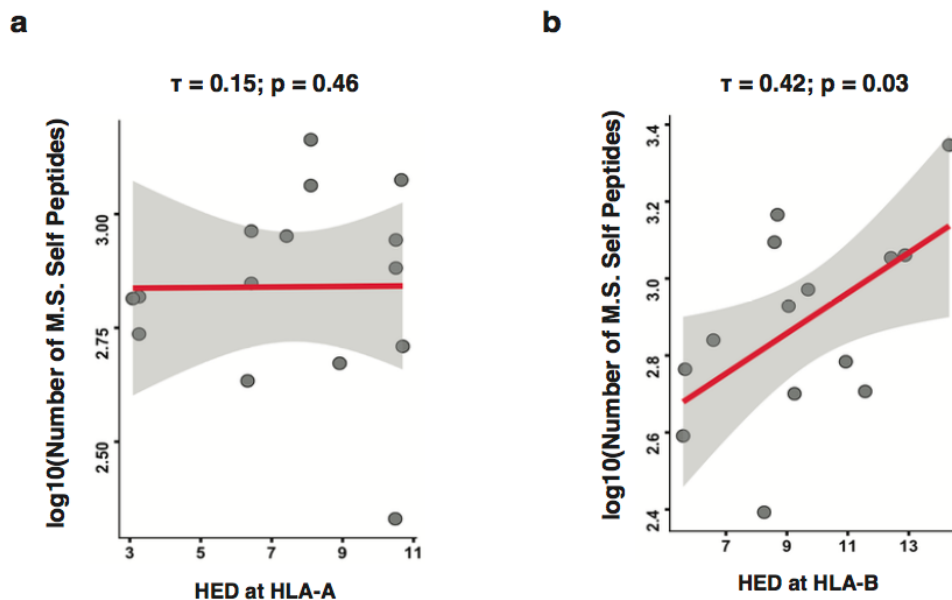 a
τ = 0.15; p = 0.46
log10(Number of M.S. Self Peptides)
3.00
2.75
2.50
3 5 7 9 11
HED at HLA-A
b
τ = 0.42; p = 0.03
log10(Number of M.S. Self Peptides)
3.4
3.2
3.0
2.8
2.6
2.4
7 9 11 13
HED at HLA-B